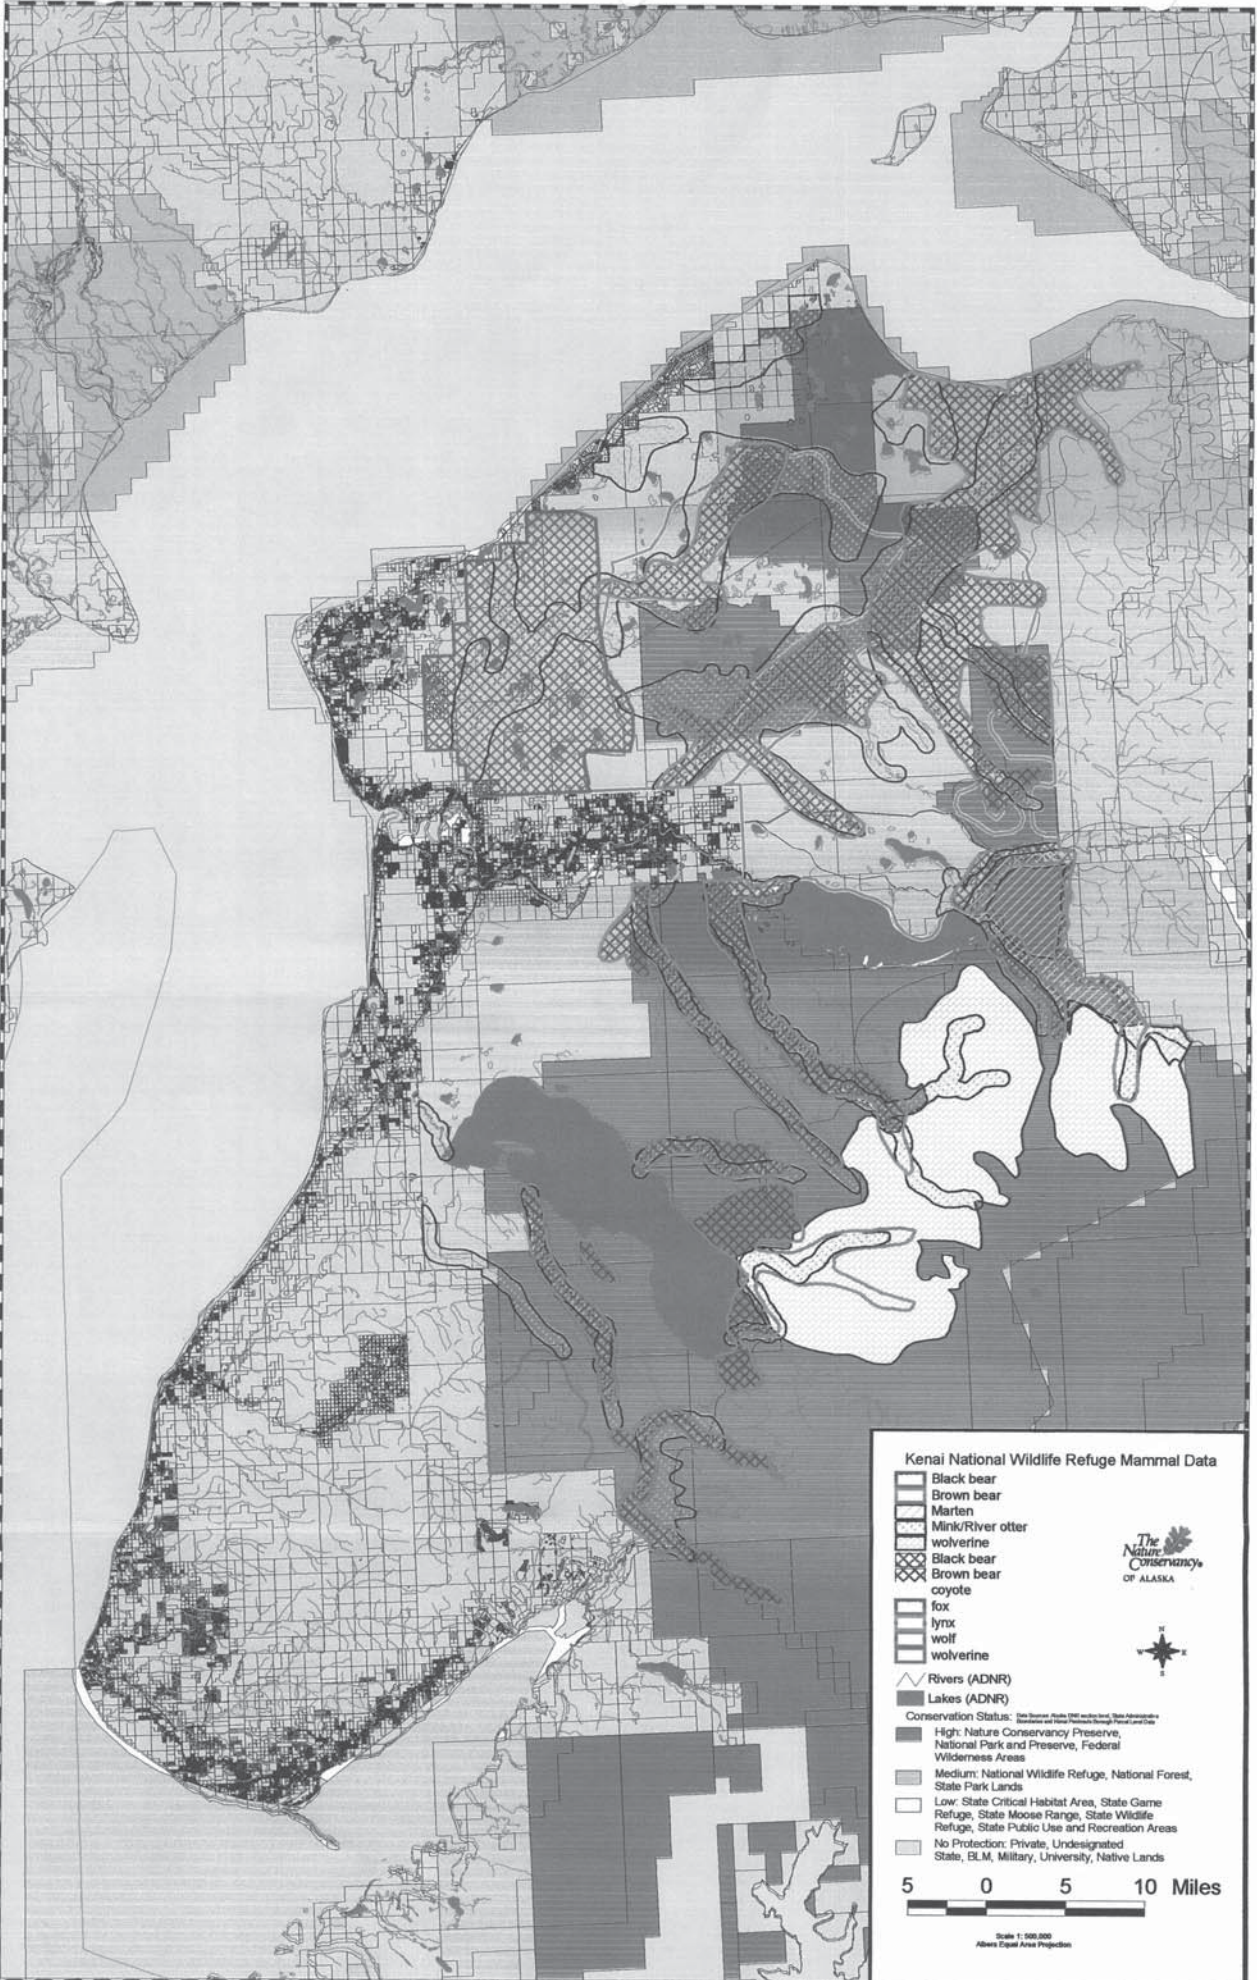 Kenai National Wildlife Refuge Mammal Data
Black bear
Brown bear
Marten
Mink/River otter
wolverine
Black bear
Brown bear
coyote
fox
lynx
wolf
wolverine
The
Nature
Conservancy®
OF ALASKA
N
W E
S
Rivers (ADNR)
Lakes (ADNR)
Conservation Status: Data Sources:
High: Nature Conservancy Preserve,
National Park and Preserve, Federal
Wilderness Areas
Medium: National Wildlife Refuge, National Forest,
State Park Lands
Low: State Critical Habitat Area, State Game
Refuge, State Moose Range, State Wildlife
Refuge, State Public Use and Recreation Areas
No Protection: Private, Undesignated
State, BLM, Military, University, Native Lands
5 0 5 10 Miles
Scale 1: 500,000
Albers Equal Area Projection